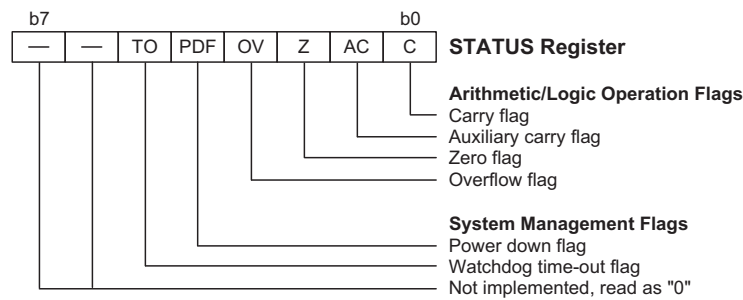 b7 b0
— — TO PDF OV Z AC C STATUS Register
Arithmetic/Logic Operation Flags
Carry flag
Auxiliary carry flag
Zero flag
Overflow flag
System Management Flags
Power down flag
Watchdog time-out flag
Not implemented, read as "0"